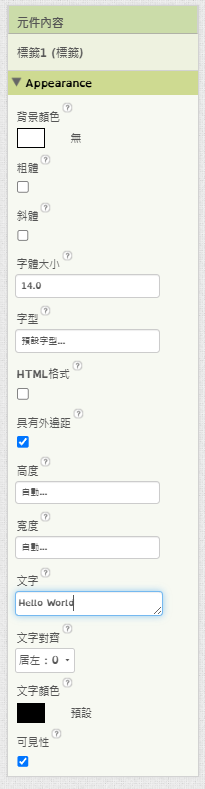 元件內容
標籤1 (標籤)
Appearance
背景顏色 ?
無
粗體 ?
斜體 ?
字體大小 ?
14.0
字型 ?
預設字型...
HTML格式 ?
具有外邊距 ?
高度 ?
自動...
寬度 ?
自動...
文字 ?
Hello World
文字對齊 ?
居左 : 0
文字顏色 ?
預設
可見性 ?